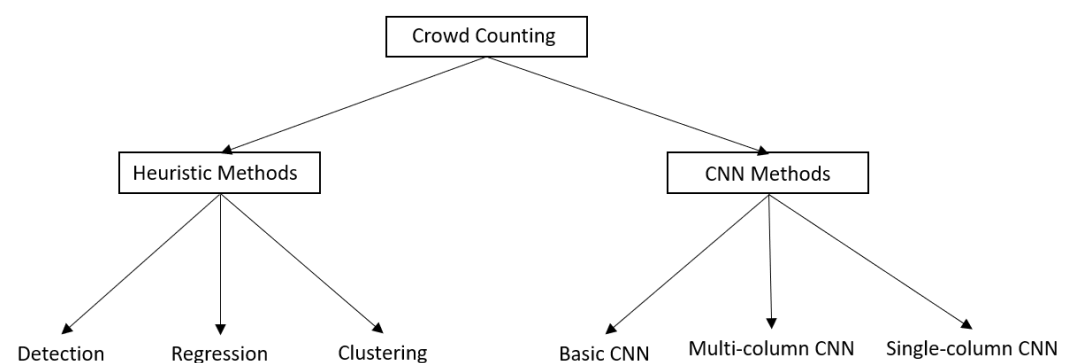 Crowd Counting
Heuristic Methods
CNN Methods
Detection
Regression
Clustering
Basic CNN
Multi-column CNN
Single-column CNN